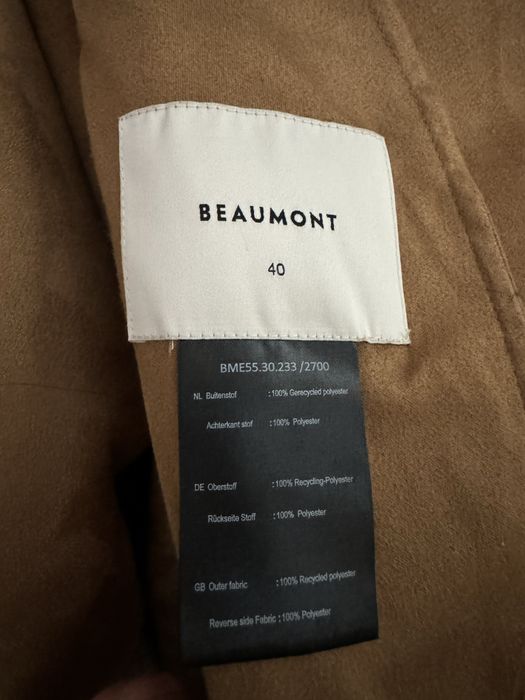 BEAUMONT
40
BME55.30.233 /2700
NL Buitenstof : 100% Gerecycled polyester
Achterkant stof : 100% Polyester
DE Oberstoff : 100% Recycling-Polyester
Rückseite Stoff : 100% Polyester
GB Outer fabric : 100% Recycled polyester
Reverse side Fabric : 100% Polyester